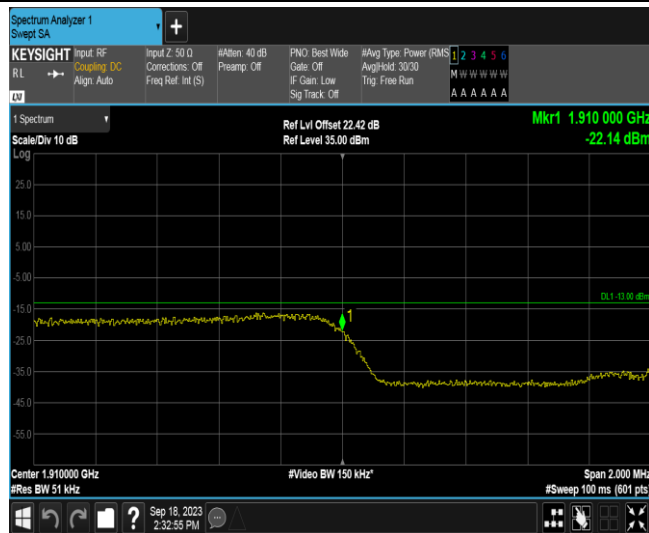 Spectrum Analyzer 1
Swept SA
+
KEYSIGHT
RL
Input: RF
Coupling: DC
Align: Auto
Input Z: 50 Ω
Corrections: Off
Freq Ref: Int (S)
#Atten: 40 dB
Preamp: Off
PNO: Best Wide
Gate: Off
IF Gain: Low
Sig Track: Off
#Avg Type: Power (RMS
Avg|Hold: 30/30
Trig: Free Run
1 2 3 4 5 6
M W W W W W
A A A A A A
LXI
1 Spectrum
Scale/Div 10 dB
Log
Ref Lvl Offset 22.42 dB
Ref Level 35.00 dBm
Mkr1 1.910 000 GHz
-22.14 dBm
25.0
15.0
5.00
-5.00
DL1 -13.00 dBm
-15.0
1
-25.0
-35.0
-45.0
-55.0
Center 1.910000 GHz
#Res BW 51 kHz
#Video BW 150 kHz*
Span 2.000 MHz
#Sweep 100 ms (601 pts)
?
Sep 18, 2023
2:32:55 PM